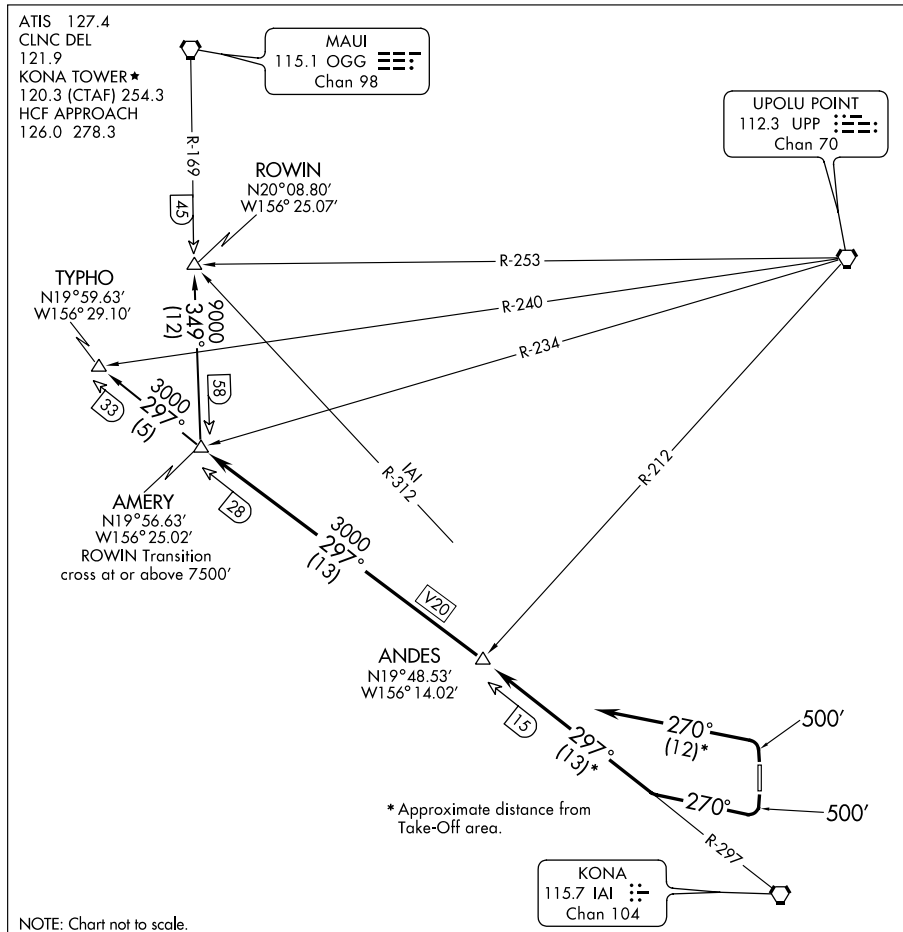 ATIS 127.4
CLNC DEL
121.9
KONA TOWER★
120.3 (CTAF) 254.3
HCF APPROACH
126.0 278.3
MAUI
115.1 OGG
Chan 98
UPOLU POINT
112.3 UPP
Chan 70
R-169
45
ROWIN
N20°08.80'
W156°25.07'
R-253
TYPHO
N19°59.63'
W156°29.10'
R-240
9000
349°
(12)
R-234
58
3000
297°
(5)
33
R-212
IAI
R-312
AMERY
N19°56.63'
W156°25.02'
ROWIN Transition
cross at or above 7500'
28
3000
297°
(13)
V20
ANDES
N19°48.53'
W156°14.02'
15
297°
(13)*
270°
(12)*
500'
270°
500'
* Approximate distance from
Take-Off area.
R-297
KONA
115.7 IAI
Chan 104
NOTE: Chart not to scale.